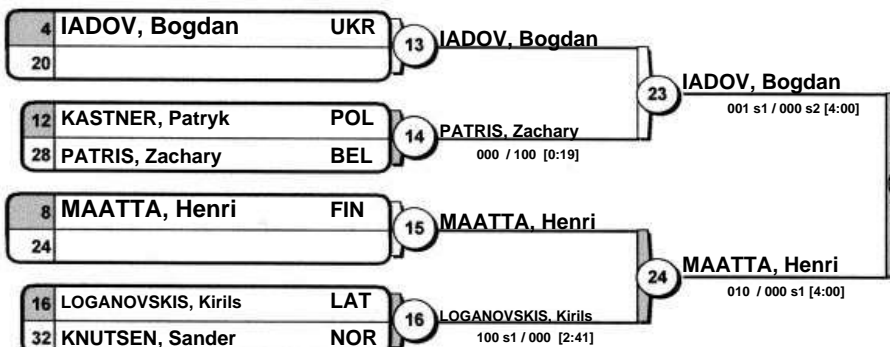 4 IADOV, Bogdan UKR
20
13 IADOV, Bogdan
12 KASTNER, Patryk POL
28 PATRIS, Zachary BEL
14 PATRIS, Zachary
000 / 100 [0:19]
23 IADOV, Bogdan
001 s1 / 000 s2 [4:00]
8 MAATTA, Henri FIN
24
15 MAATTA, Henri
16 LOGANOVSKIS, Kirils LAT
32 KNUTSEN, Sander NOR
16 LOGANOVSKIS, Kirils
100 s1 / 000 [2:41]
24 MAATTA, Henri
010 / 000 s1 [4:00]